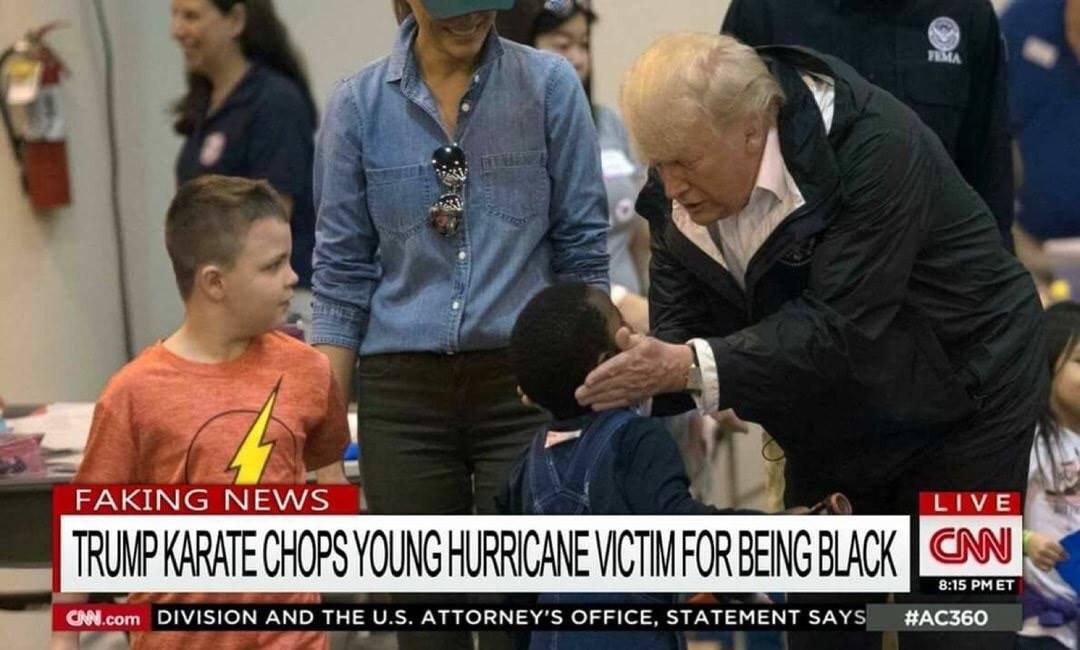 FEMA
FAKING NEWS
TRUMP KARATE CHOPS YOUNG HURRICANE VICTIM FOR BEING BLACK
LIVE
CNN
8:15 PM ET
CNN.com DIVISION AND THE U.S. ATTORNEY'S OFFICE, STATEMENT SAYS #AC360